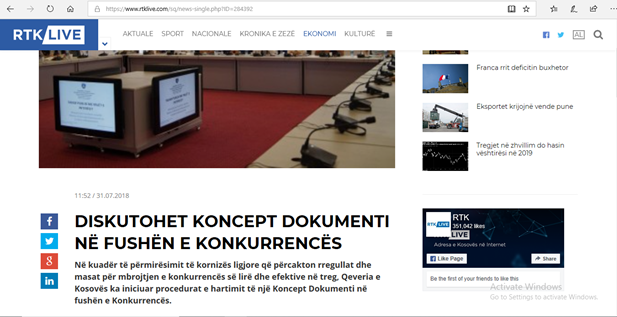 https://www.rtklive.com/sq/news-single.php?ID=284392
RTK LIVE
AKTUALE SPORT NACIONALE KRONIKA E ZEZË EKONOMI KULTURË
AL
Franca rrit deficitin buxhetor
Eksportet krijojnë vende pune
Tregjet në zhvillim do hasin
vështirësi në 2019
11:52 / 31.07.2018
DISKUTOHET KONCEPT DOKUMENTI
NË FUSHËN E KONKURRENCËS
Në kuadër të përmirësimit të kornizës ligjore që përcakton rregullat dhe
masat për mbrojtjen e konkurrencës së lirë dhe efektive në treg, Qeveria e
Kosovës ka iniciuar procedurat e hartimit të një Koncept Dokumenti në
fushën e Konkurrencës.
RTK
351,042 likes
RTK LIVE
Adresa e Kosovës në Internet
Like Page
Share
Be the first of your friends to like this
Activate Windows
Go to Settings to activate Windows.